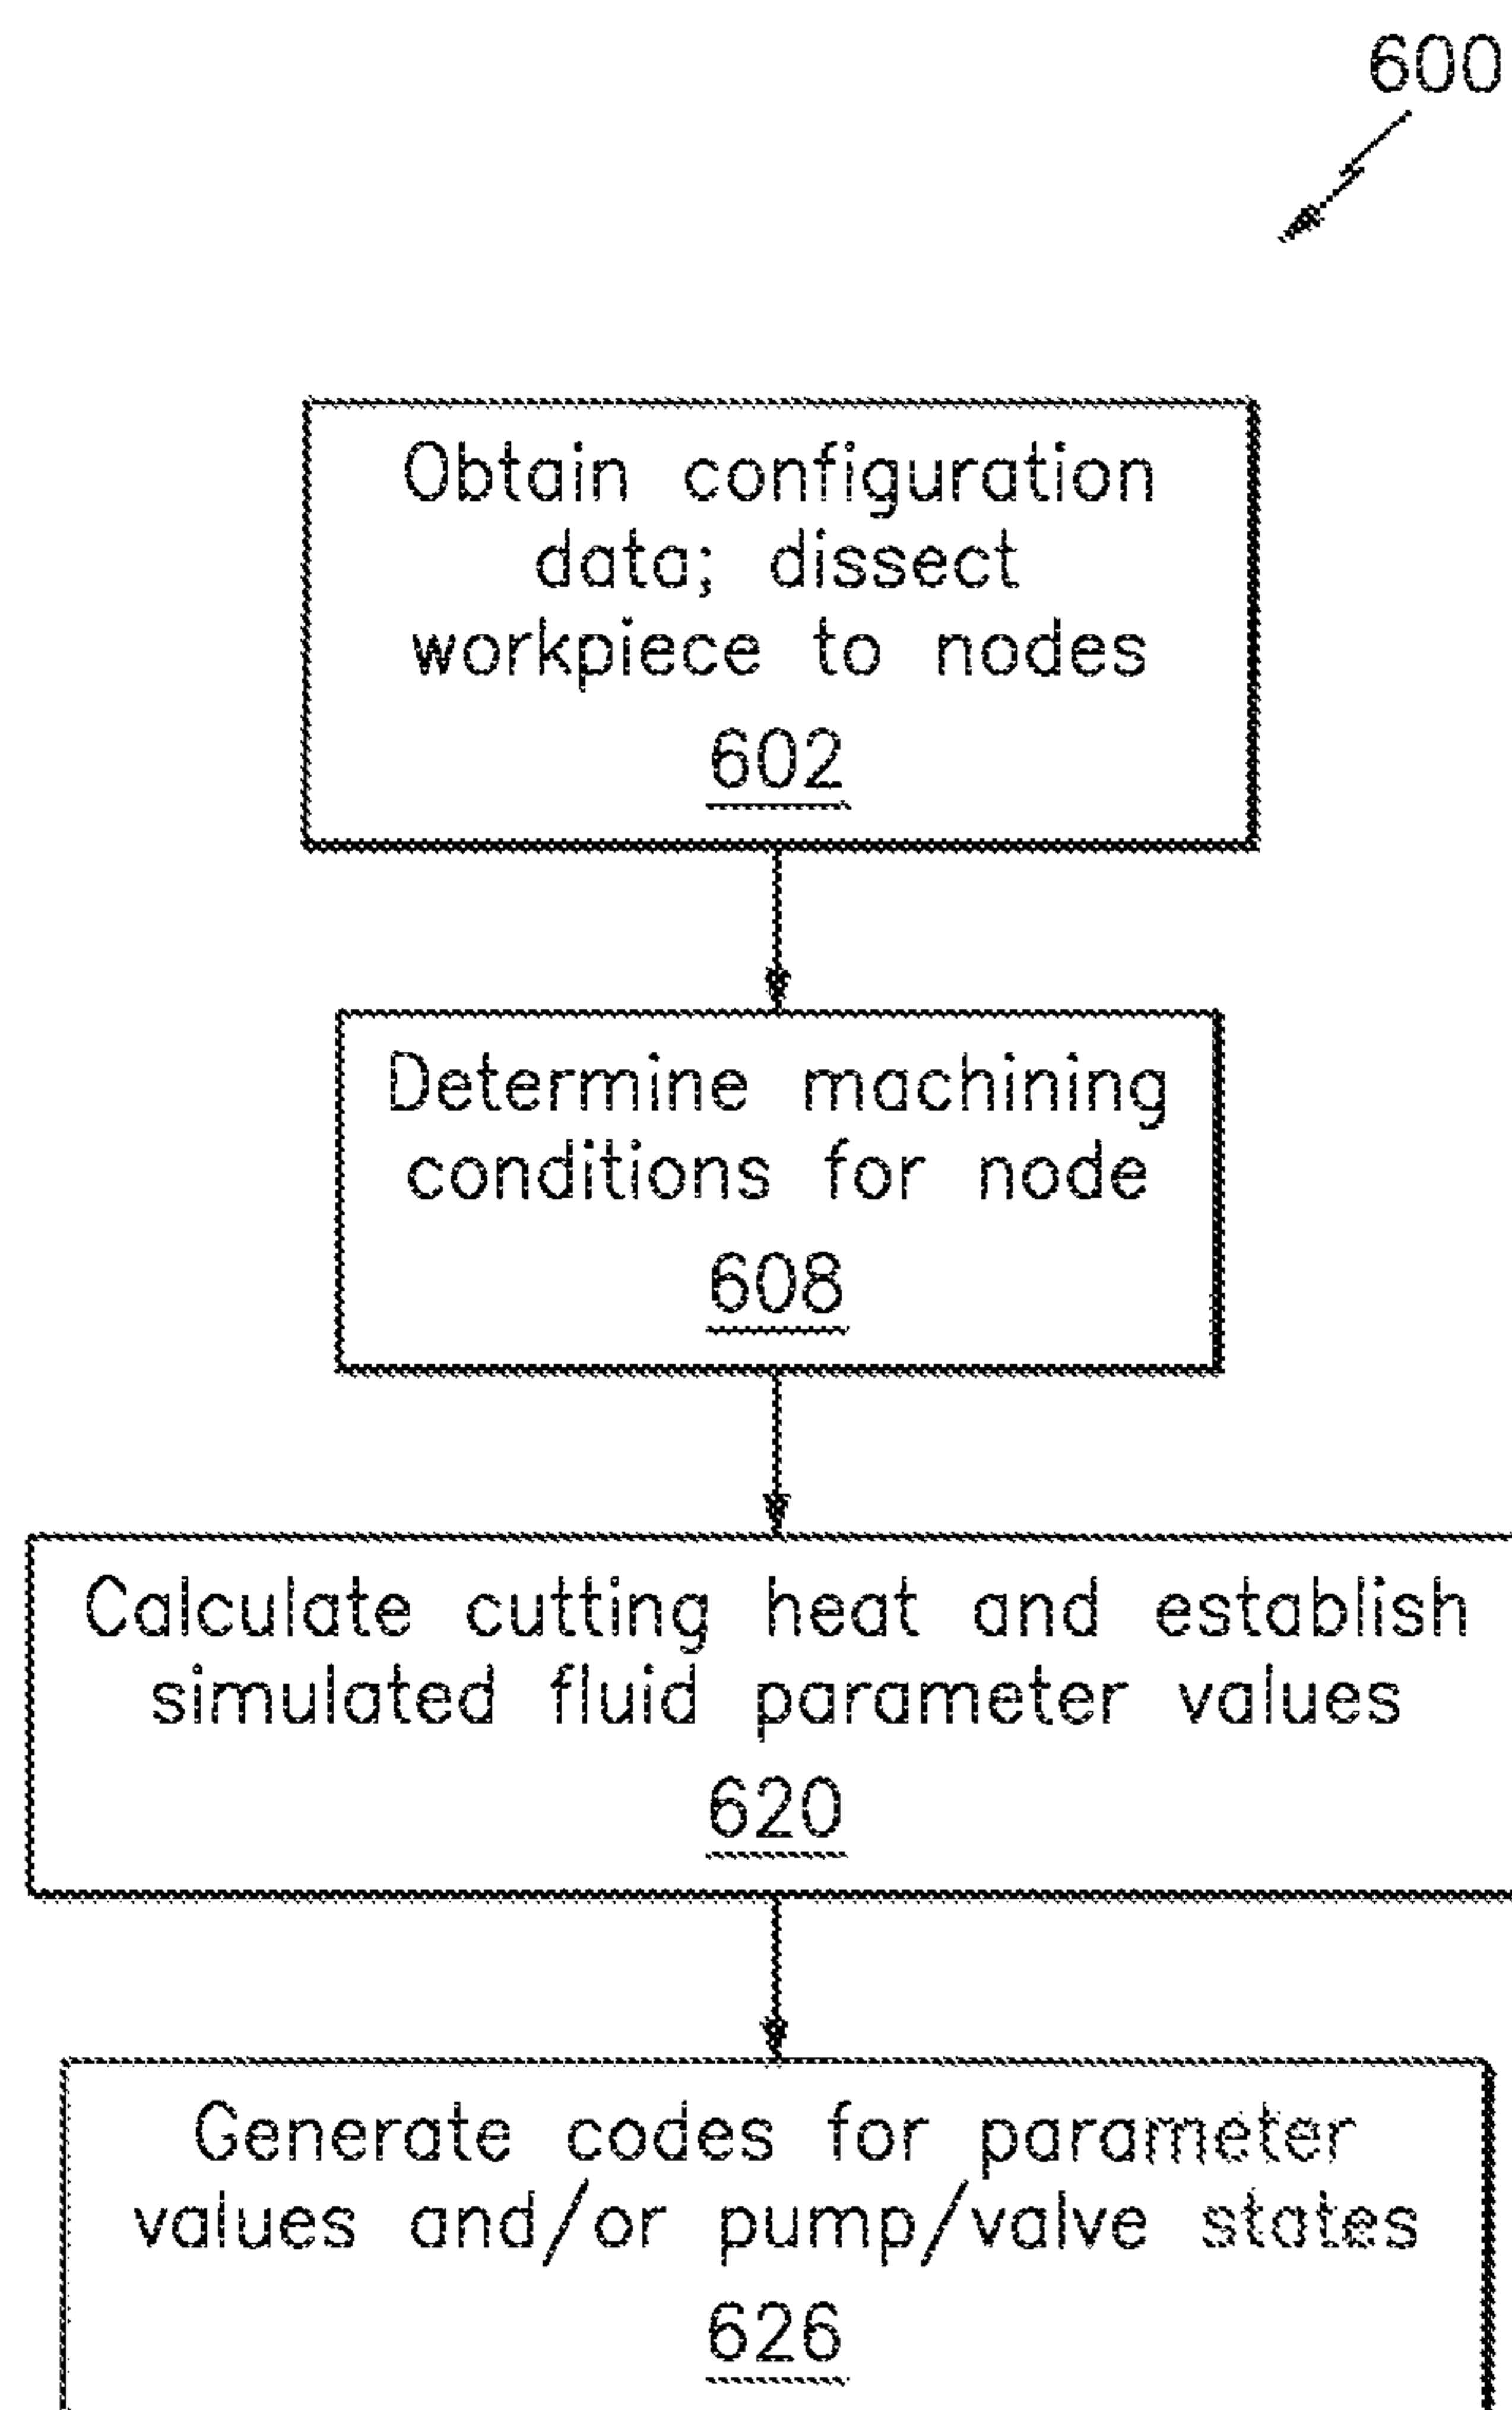 600
Obtain configuration
data; dissect
workpiece to nodes
602
Determine machining
conditions for node
608
Calculate cutting heat and establish
simulated fluid parameter values
620
Generate codes for parameter
values and/or pump/valve states
626